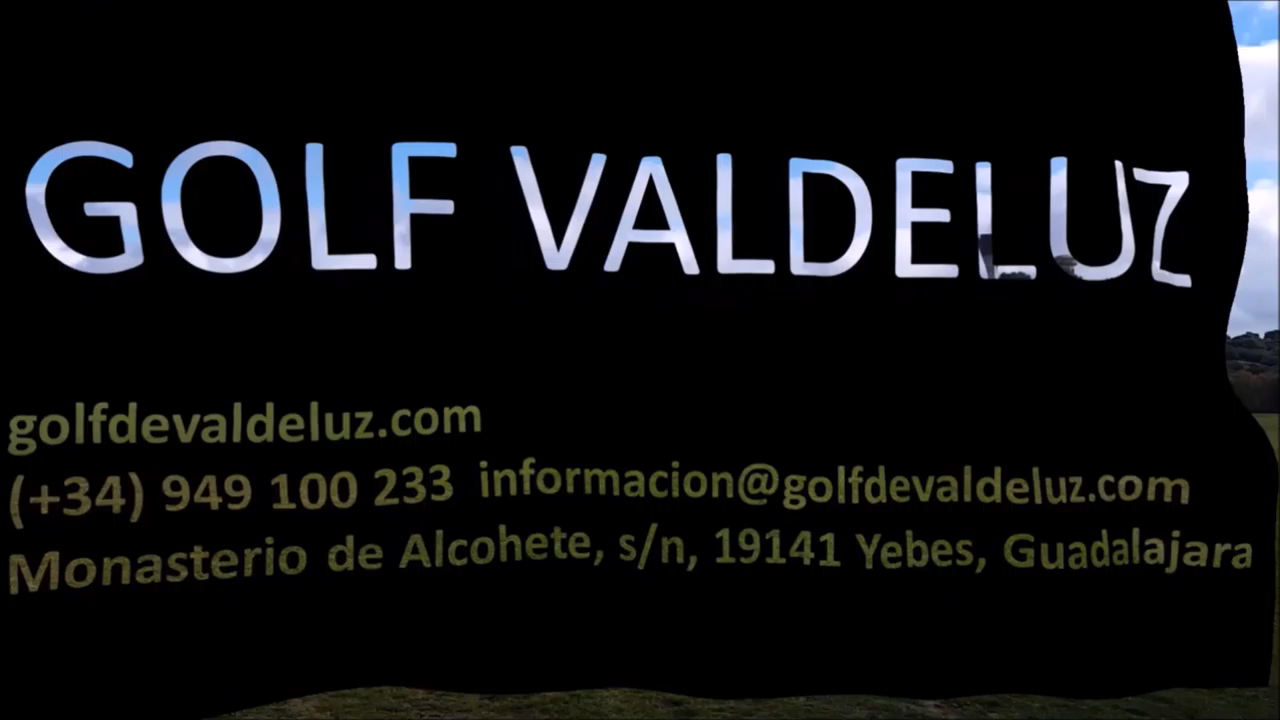 GOLF VALDELUZ
golfdevaldeluz.com
(+34) 949 100 233 informacion@golfdevaldeluz.com
Monasterio de Alcohete, s/n, 19141 Yebes, Guadalajara